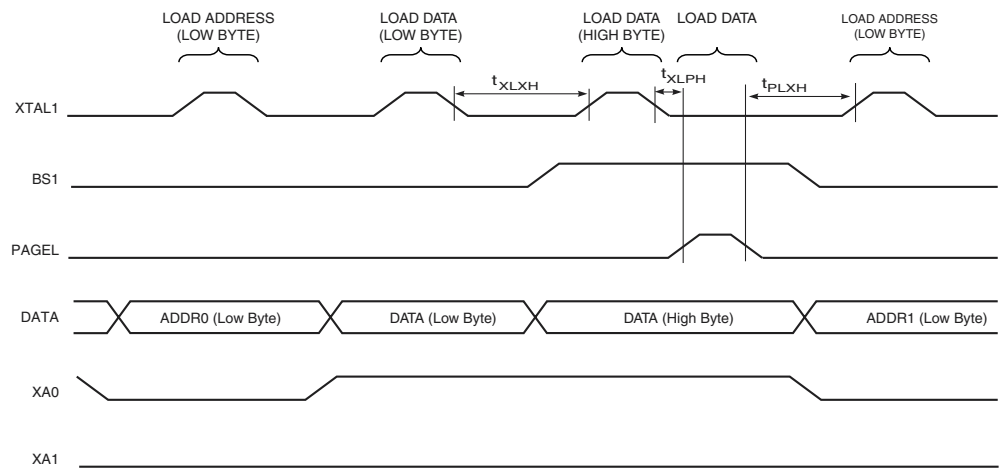 LOAD ADDRESS
(LOW BYTE)
LOAD DATA
(LOW BYTE)
LOAD DATA
(HIGH BYTE)
LOAD DATA
LOAD ADDRESS
(LOW BYTE)
XTAL1
tXLXH
tXLPH
tPLXH
BS1
PAGEL
DATA
ADDR0 (Low Byte)
DATA (Low Byte)
DATA (High Byte)
ADDR1 (Low Byte)
XA0
XA1